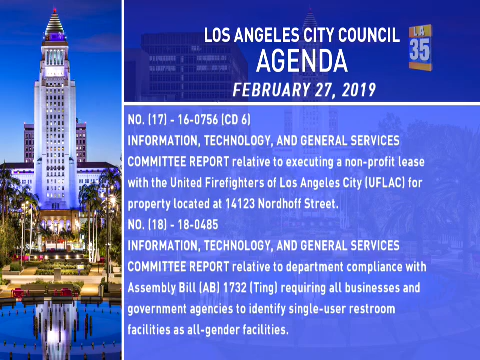 LOS ANGELES CITY COUNCIL
LA
35
AGENDA
FEBRUARY 27, 2019
NO. (17) - 16-0756 (CD 6)
INFORMATION, TECHNOLOGY, AND GENERAL SERVICES
COMMITTEE REPORT relative to executing a non-profit lease
with the United Firefighters of Los Angeles City (UFLAC) for
property located at 14123 Nordhoff Street.
NO. (18) - 18-0485
INFORMATION, TECHNOLOGY, AND GENERAL SERVICES
COMMITTEE REPORT relative to department compliance with
Assembly Bill (AB) 1732 (Ting) requiring all businesses and
government agencies to identify single-user restroom
facilities as all-gender facilities.